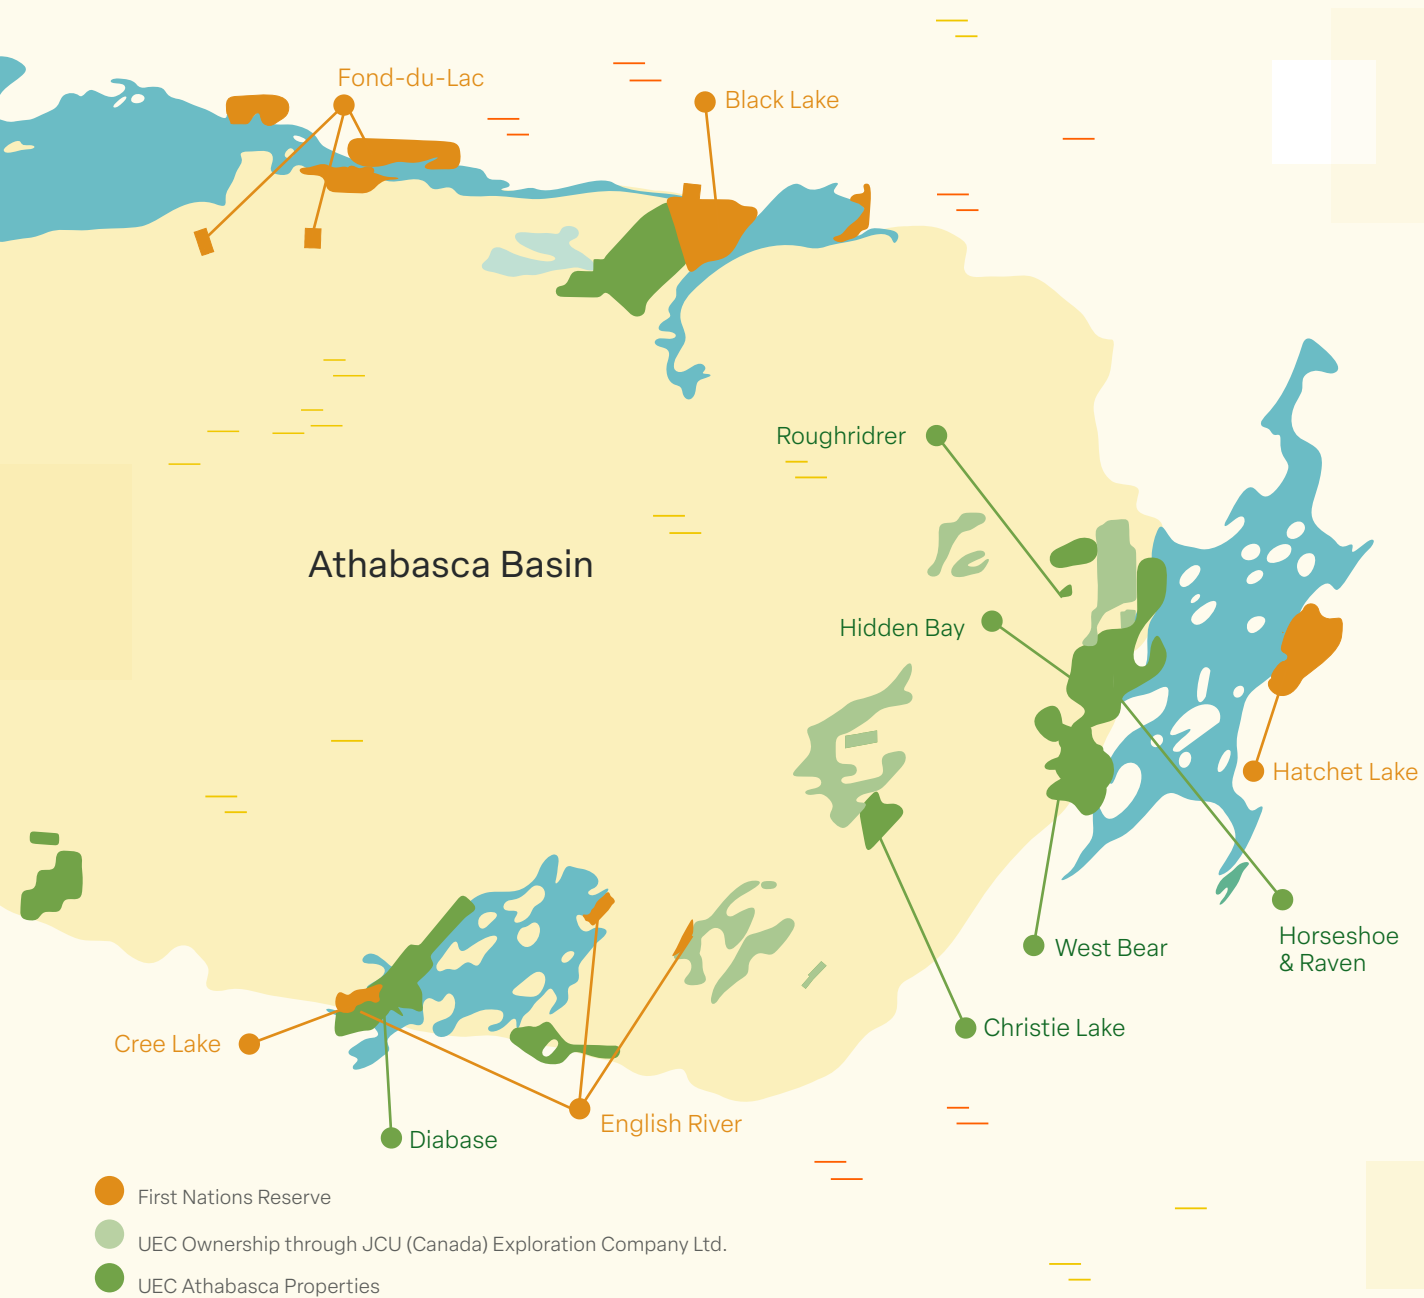 Fond-du-Lac
Black Lake
Roughridrer
Athabasca Basin
Hidden Bay
Hatchet Lake
Horseshoe
& Raven
West Bear
Christie Lake
Cree Lake
English River
Diabase
First Nations Reserve
UEC Ownership through JCU (Canada) Exploration Company Ltd.
UEC Athabasca Properties